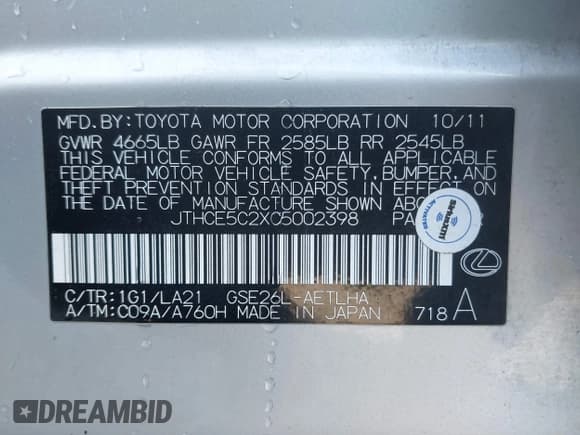 MFD.BY:TOYOTA MOTOR CORPORATION 10/11
GVWR 4665LB GAWR FR 2585LB RR 2545LB
THIS VEHICLE CONFORMS TO ALL APPLICABLE
FEDERAL MOTOR VEHICLE SAFETY,BUMPER,AND
THEFT PREVENTION STANDARDS IN EFFECT ON
THE DATE OF MANUFACTURE SHOWN
JTHCE5C2XC5002398
SiriusXM
ACTIVATED
C/TR:1G1/LA21 GSE26L-AETLHA
A/TM:C09A/A760H MADE IN JAPAN 718 A
DREAMBID